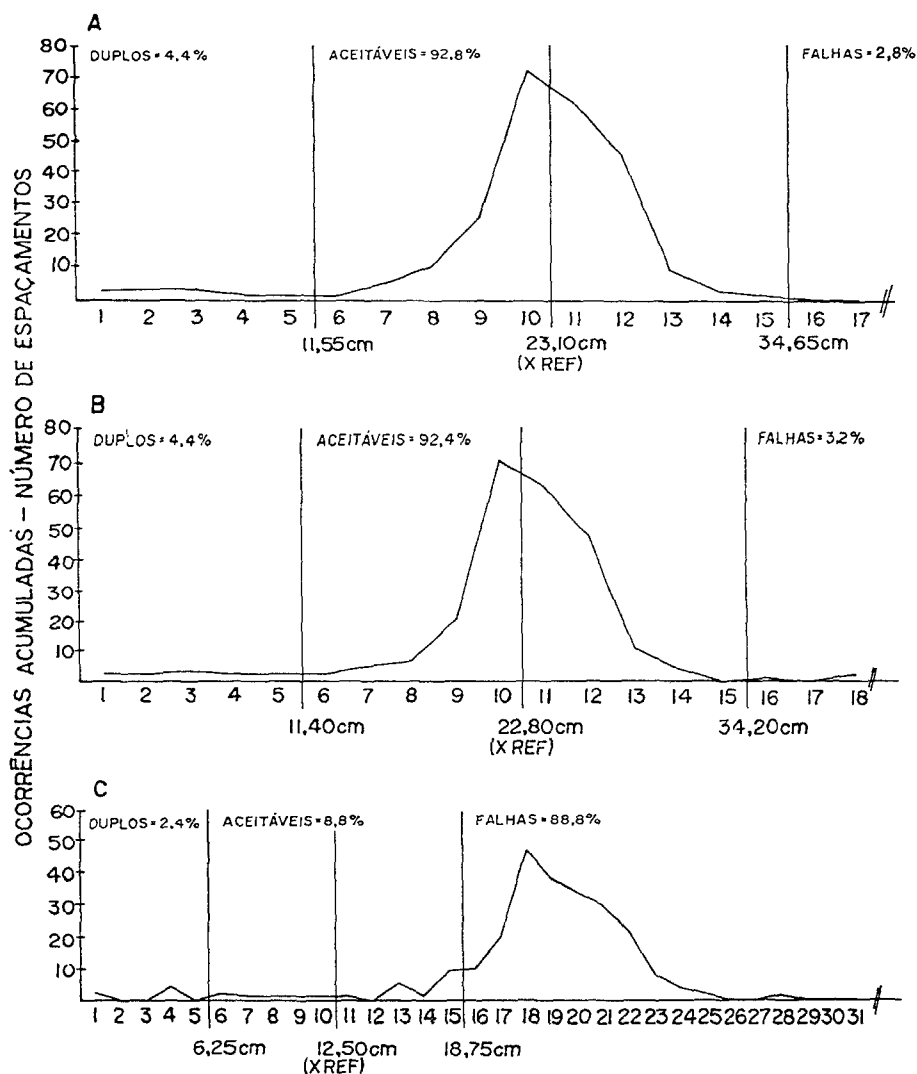 OCORRÊNCIAS ACUMULADAS - NÚMERO DE ESPAÇAMENTOS
A
DUPLOS = 4,4% ACEITÁVEIS = 92,8% FALHAS = 2,8%
80
70
60
50
40
30
20
10
1 2 3 4 5 6 7 8 9 10 11 12 13 14 15 16 17
11,55cm 23,10cm 34,65cm
(X REF)
B
DUPLOS = 4,4% ACEITÁVEIS = 92,4% FALHAS = 3,2%
80
70
60
50
40
30
20
10
1 2 3 4 5 6 7 8 9 10 11 12 13 14 15 16 17 18
11,40cm 22,80cm 34,20cm
(X REF)
C
DUPLOS = 2,4% ACEITÁVEIS = 8,8% FALHAS = 88,8%
60
50
40
30
20
10
1 2 3 4 5 6 7 8 9 10 11 12 13 14 15 16 17 18 19 20 21 22 23 24 25 26 27 28 29 30 31
6,25cm 12,50cm 18,75cm
(X REF)